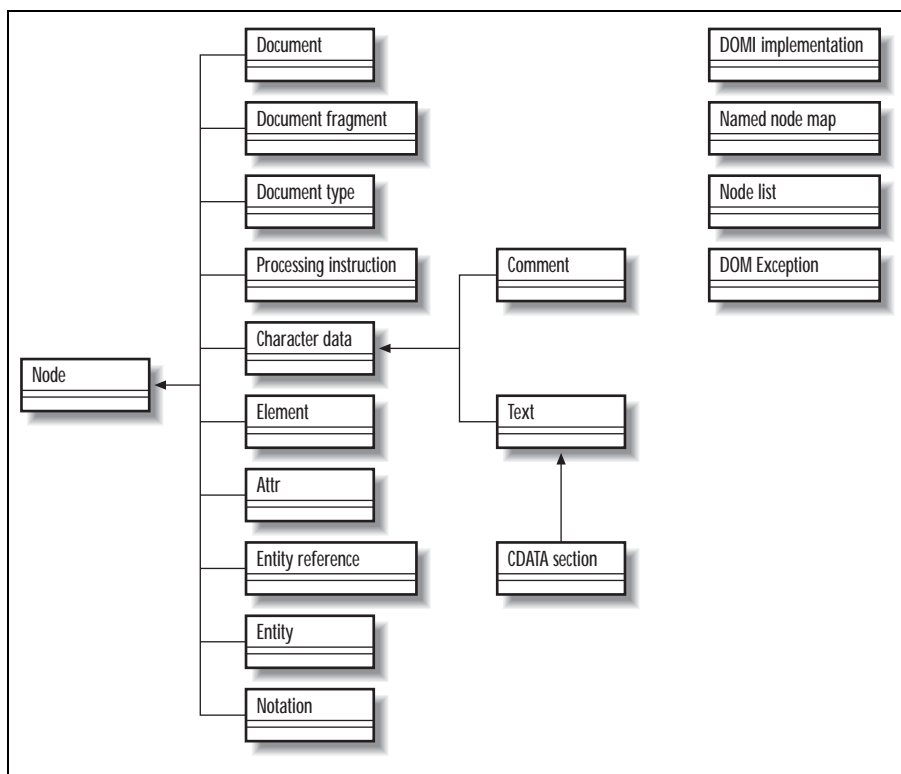 Document
DOMI implementation
Document fragment
Named node map
Document type
Node list
Processing instruction
Comment
DOM Exception
Character data
Node
Element
Text
Attr
Entity reference
CDATA section
Entity
Notation